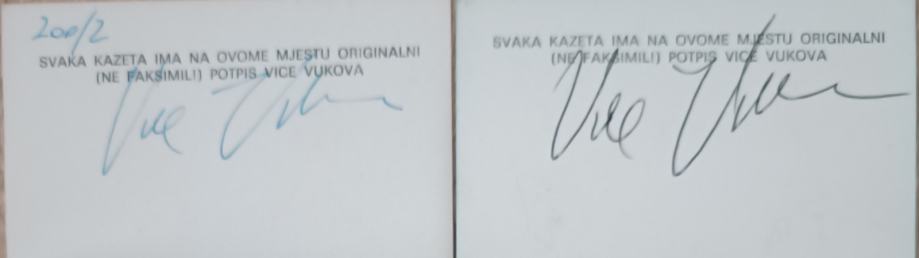 200/2
SVAKA KAZETA IMA NA OVOME MJESTU ORIGINALNI
(NE FAKSIMIL!) POTPIS VICE VUKOVA
Vice Vukov
SVAKA KAZETA IMA NA OVOME MJESTU ORIGINALNI
(NE FAKSIMIL!) POTPIS VICE VUKOVA
Vice Vukov